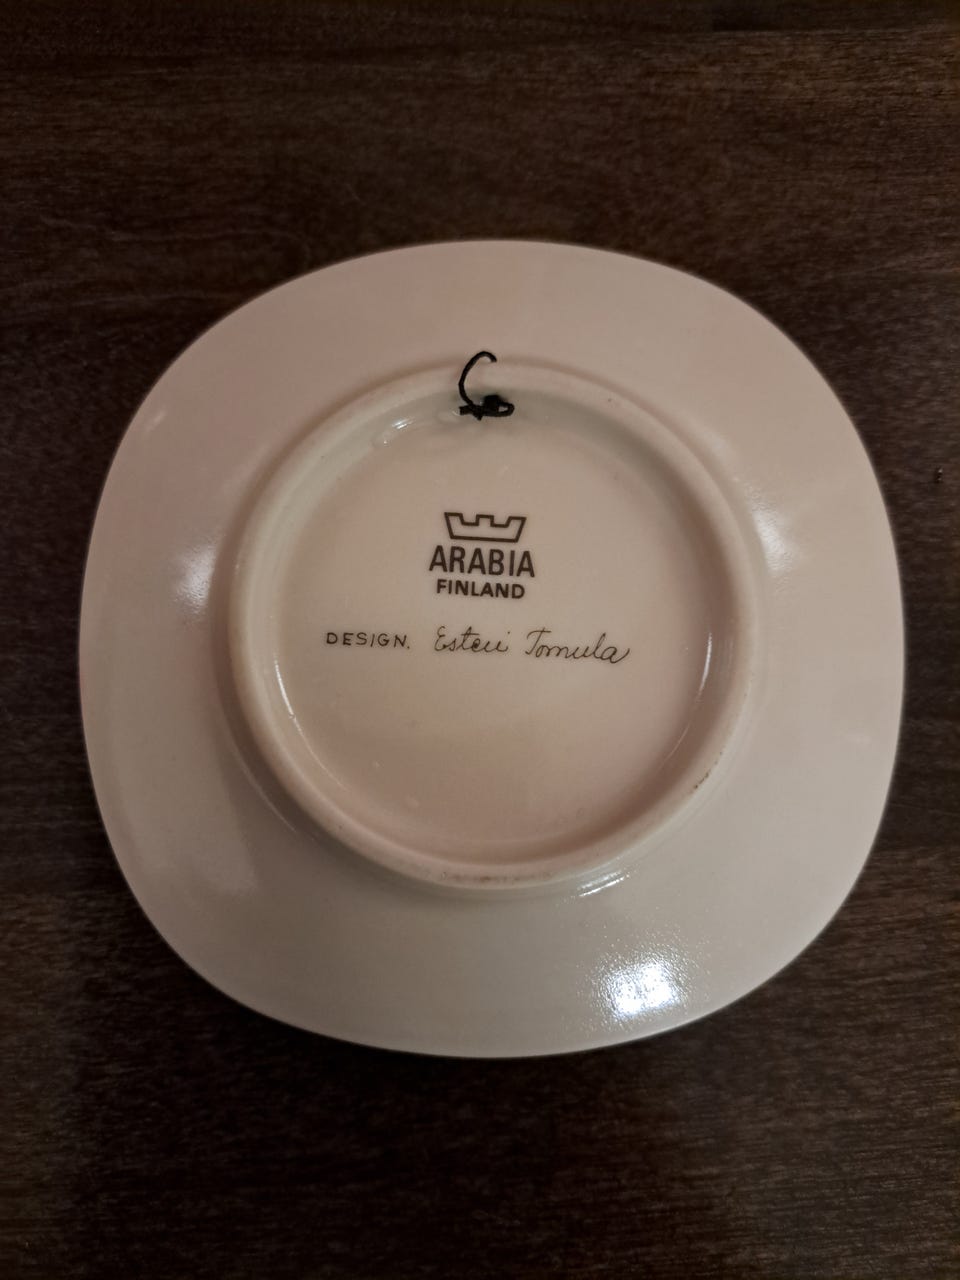 ARABIA
FINLAND
DESIGN. Esteri Tomula